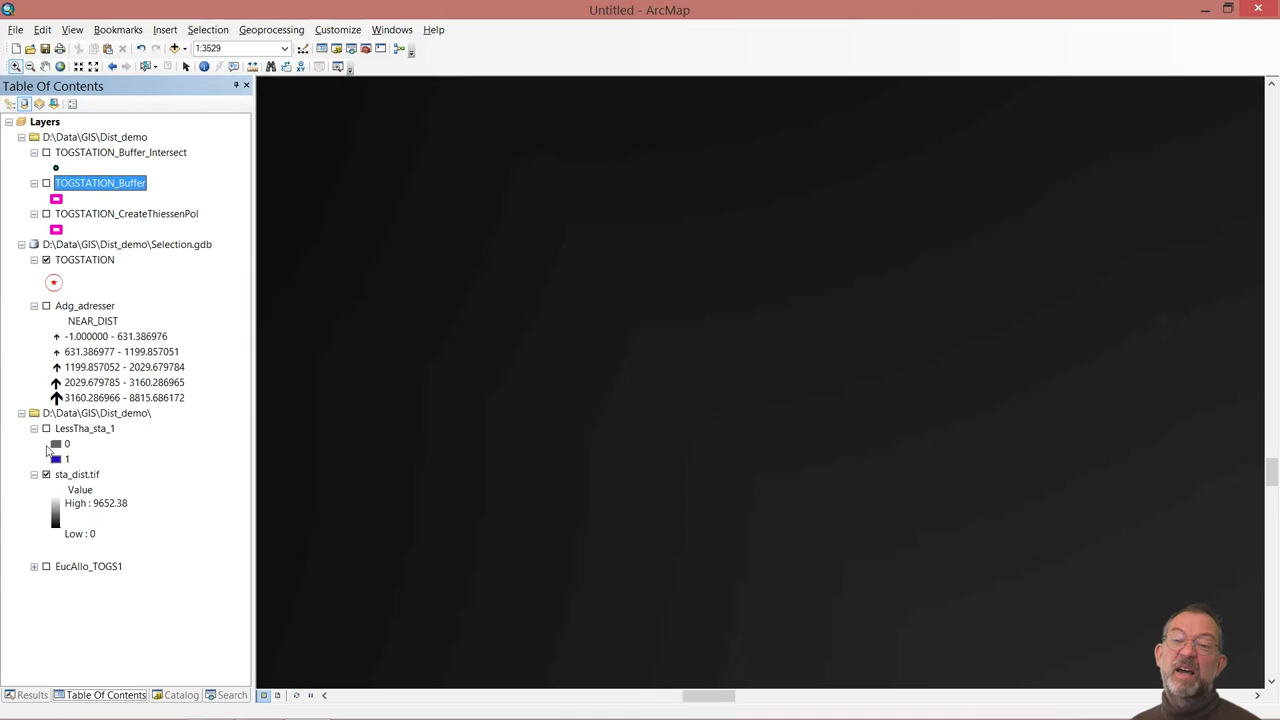 Untitled - ArcMap
File Edit View Bookmarks Insert Selection Geoprocessing Customize Windows Help
1:3529
Table Of Contents
Layers
D:\Data\GIS\Dist_demo
TOGSTATION_Buffer_Intersect
TOGSTATION_Buffer
TOGSTATION_CreateThiessenPol
D:\Data\GIS\Dist_demo\Selection.gdb
TOGSTATION
Adg_adresser
NEAR_DIST
-1.000000 - 631.386976
631.386977 - 1199.857051
1199.857052 - 2029.679784
2029.679785 - 3160.286965
3160.286966 - 8815.686172
D:\Data\GIS\Dist_demo\
LessTha_sta_1
0
1
sta_dist.tif
Value
High : 9652.38
Low : 0
EucAllo_TOGS1
Results Table Of Contents Catalog Search